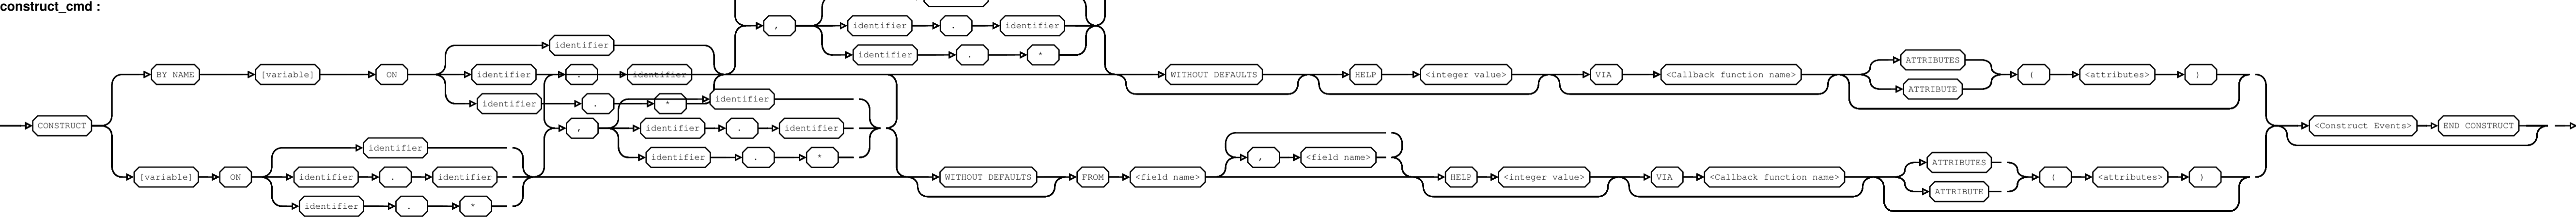 construct_cmd :
, identifier . identifier
identifier . *
identifier
BY NAME [variable] ON identifier . identifier WITHOUT DEFAULTS HELP <integer value> VIA <Callback function name> ATTRIBUTES ( <attributes> )
ATTRIBUTE
identifier . * identifier
CONSTRUCT , identifier . identifier <Construct Events> END CONSTRUCT
identifier . * , <field name>
identifier
[variable] ON identifier . identifier WITHOUT DEFAULTS FROM <field name> HELP <integer value> VIA <Callback function name> ATTRIBUTES ( <attributes> )
ATTRIBUTE
identifier . *